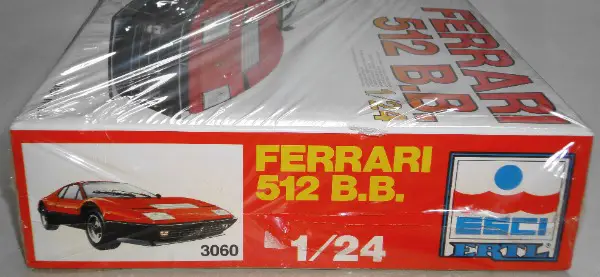 FERRARI
512 B.B.
1/24
FERRARI
512 B.B.
3060
1/24
ESCI
ERTL